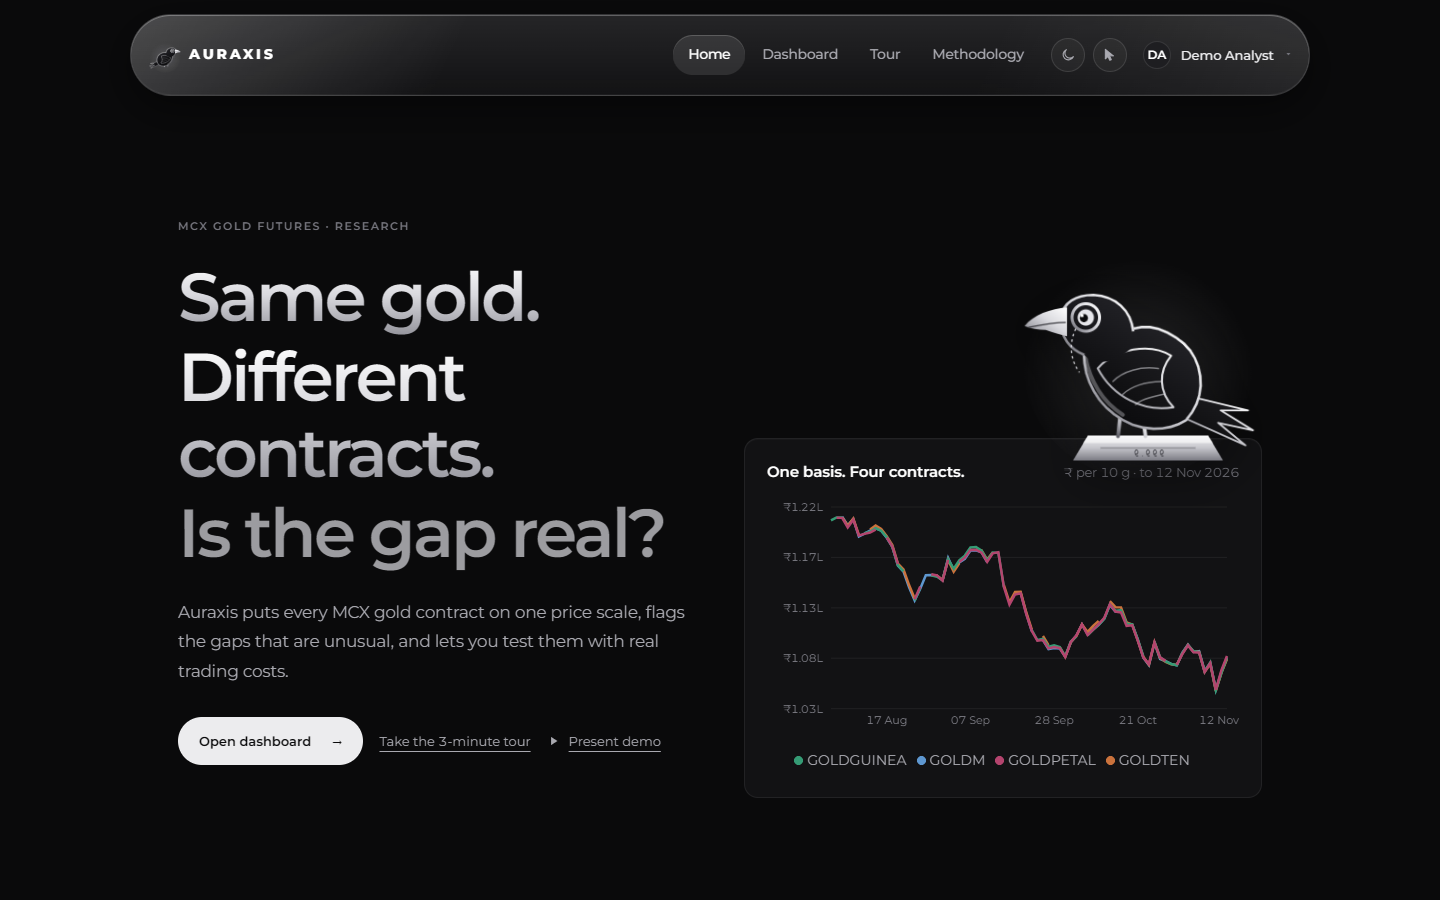 AURAXIS
Home
Dashboard
Tour
Methodology
DA
Demo Analyst
MCX GOLD FUTURES · RESEARCH
Same gold.
Different
contracts.
Is the gap real?
Auraxis puts every MCX gold contract on one price scale, flags
the gaps that are unusual, and lets you test them with real
trading costs.
Open dashboard →
Take the 3-minute tour
Present demo
One basis. Four contracts.
₹ per 10 g · to 12 Nov 2026
₹1.22L
₹1.17L
₹1.13L
₹1.08L
₹1.03L
17 Aug
07 Sep
28 Sep
21 Oct
12 Nov
GOLDGUINEA
GOLDM
GOLDPETAL
GOLDTEN